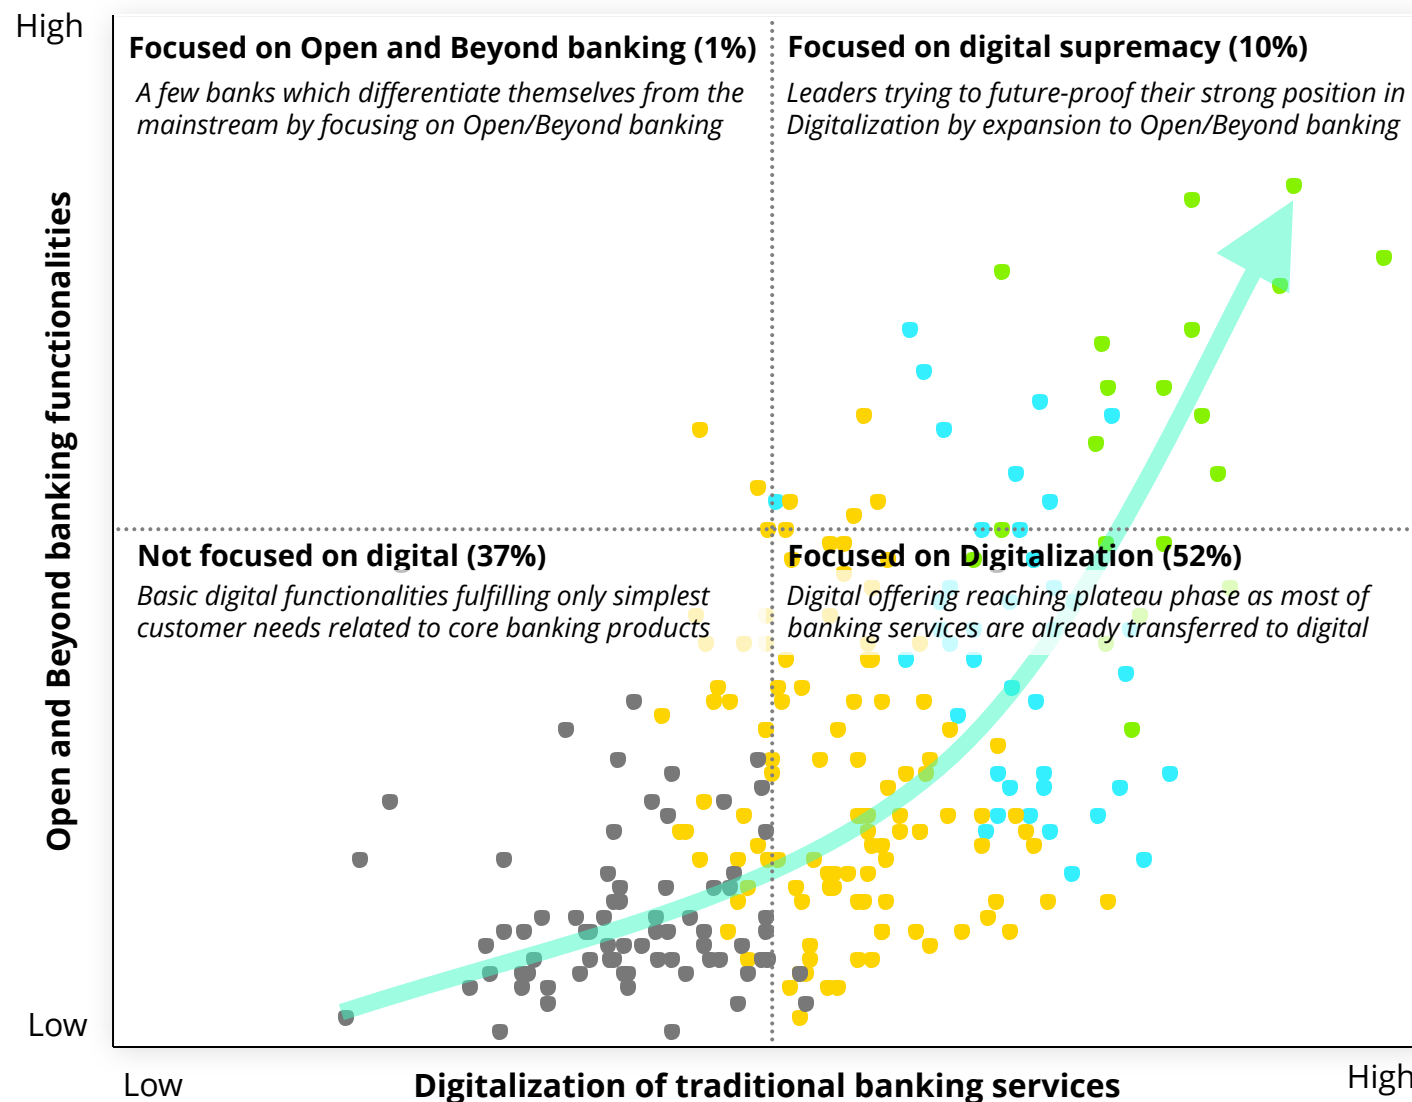 High
Focused on Open and Beyond banking (1%)
A few banks which differentiate themselves from the
mainstream by focusing on Open/Beyond banking
Focused on digital supremacy (10%)
Leaders trying to future-proof their strong position in
Digitalization by expansion to Open/Beyond banking
Open and Beyond banking functionalities
Not focused on digital (37%)
Basic digital functionalities fulfilling only simplest
customer needs related to core banking products
Focused on Digitalization (52%)
Digital offering reaching plateau phase as most of
banking services are already transferred to digital
Low
Low
Digitalization of traditional banking services
High